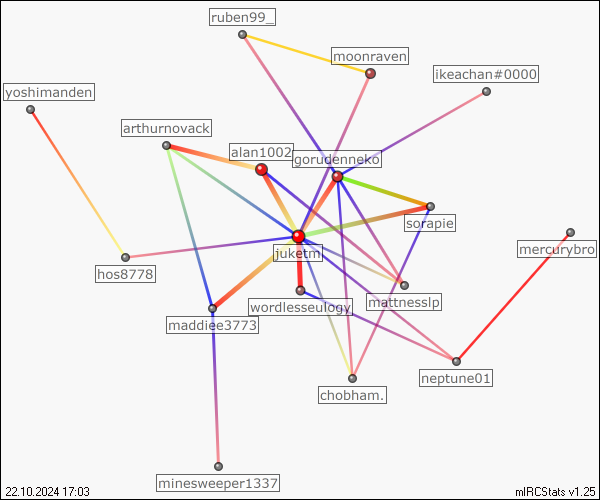 ruben99_
moonraven
ikeachan#0000
yoshimanden
arthurnovack
alan1002
gorudenneko
sorapie
mercurybro
juketm
hos8778
mattnesslp
wordlesseulogy
maddiee3773
neptune01
chobham.
minesweeper1337
22.10.2024 17:03
mIRCStats v1.25